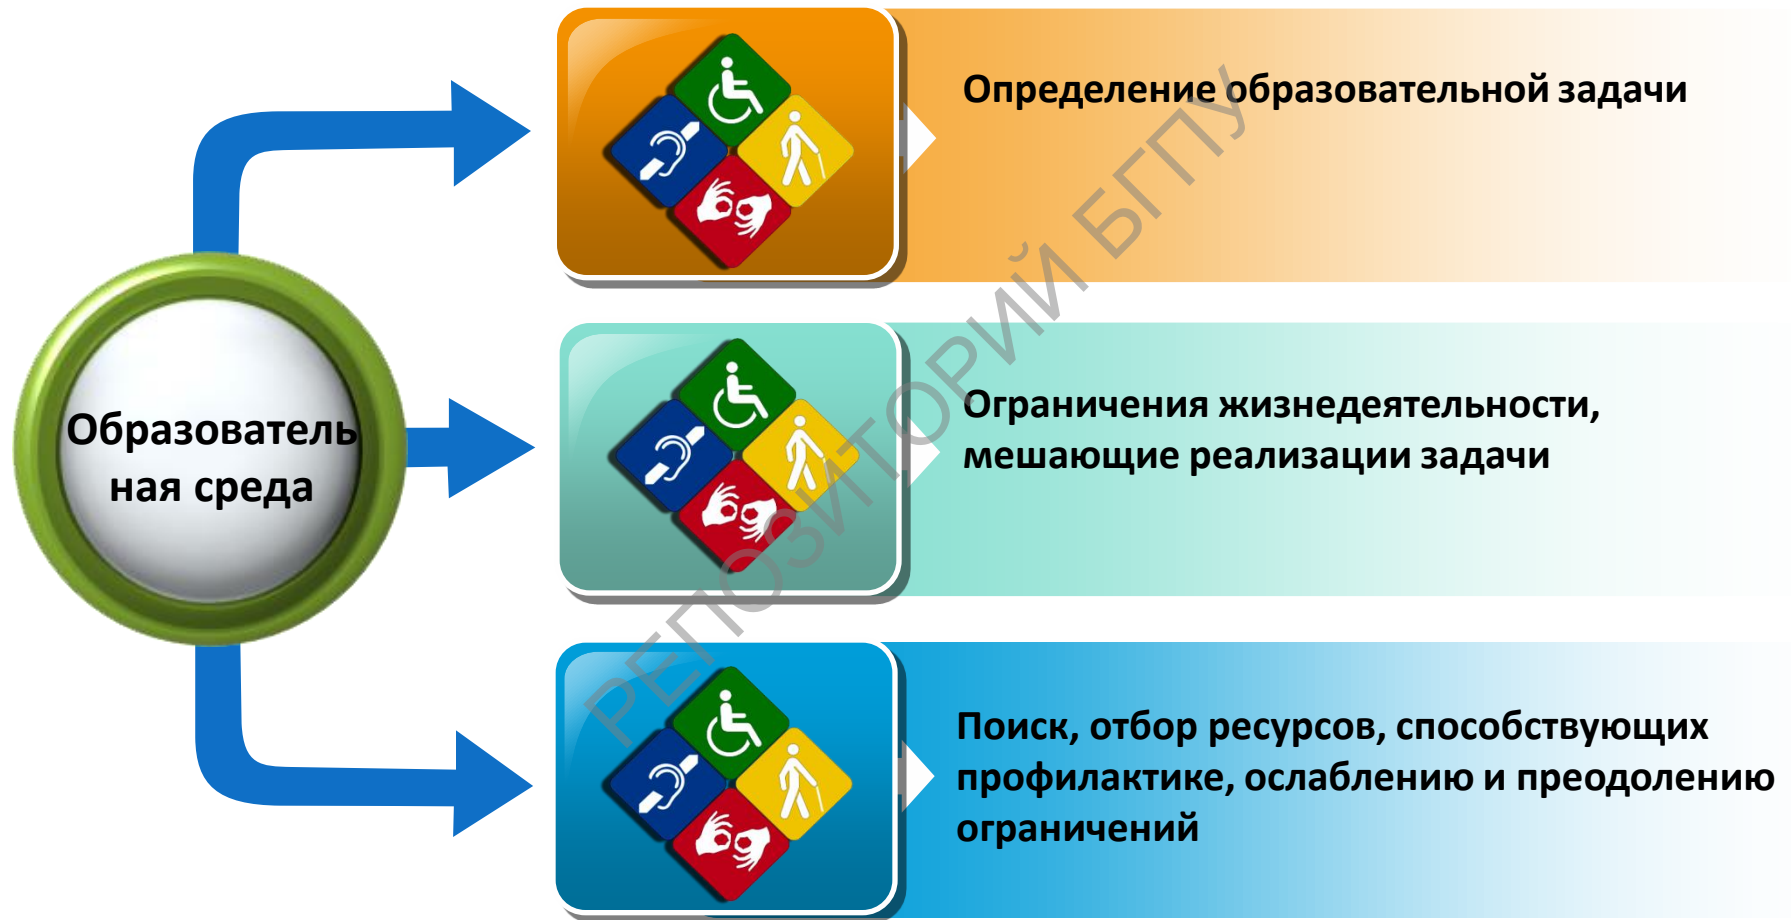 Определение образовательной задачи
Образователь
ная среда
Ограничения жизнедеятельности,
мешающие реализации задачи
Поиск, отбор ресурсов, способствующих
профилактике, ослаблению и преодолению
ограничений
РЕПОЗИТОРИЙ БГПУ